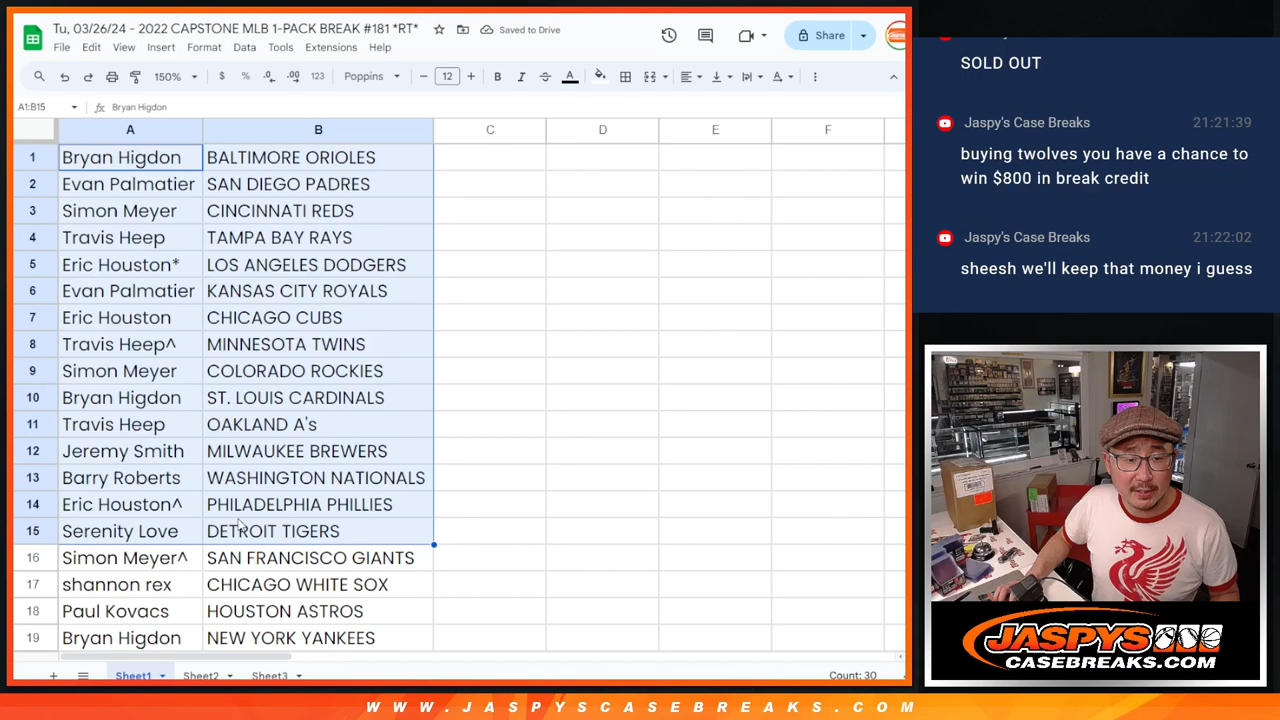 Tu, 03/26/24 - 2022 CAPSTONE MLB 1-PACK BREAK #181 *RT*
Saved to Drive
File Edit View Insert Format Data Tools Extensions Help
Share
150% $ % .0 .00 123 Poppins 12 B I A
A1:B15 fx Bryan Higdon
A B C D E F
1 Bryan Higdon BALTIMORE ORIOLES
2 Evan Palmatier SAN DIEGO PADRES
3 Simon Meyer CINCINNATI REDS
4 Travis Heep TAMPA BAY RAYS
5 Eric Houston* LOS ANGELES DODGERS
6 Evan Palmatier KANSAS CITY ROYALS
7 Eric Houston CHICAGO CUBS
8 Travis Heep^ MINNESOTA TWINS
9 Simon Meyer COLORADO ROCKIES
10 Bryan Higdon ST. LOUIS CARDINALS
11 Travis Heep OAKLAND A's
12 Jeremy Smith MILWAUKEE BREWERS
13 Barry Roberts WASHINGTON NATIONALS
14 Eric Houston^ PHILADELPHIA PHILLIES
15 Serenity Love DETROIT TIGERS
16 Simon Meyer^ SAN FRANCISCO GIANTS
17 shannon rex CHICAGO WHITE SOX
18 Paul Kovacs HOUSTON ASTROS
19 Bryan Higdon NEW YORK YANKEES
Sheet1 Sheet2 Sheet3 Count: 30
SOLD OUT
Jaspy's Case Breaks 21:21:39
buying twolves you have a chance to
win $800 in break credit
Jaspy's Case Breaks 21:22:02
sheesh we'll keep that money i guess
JASPYS
CASEBREAKS.COM
WWW.JASPYSCASEBREAKS.COM